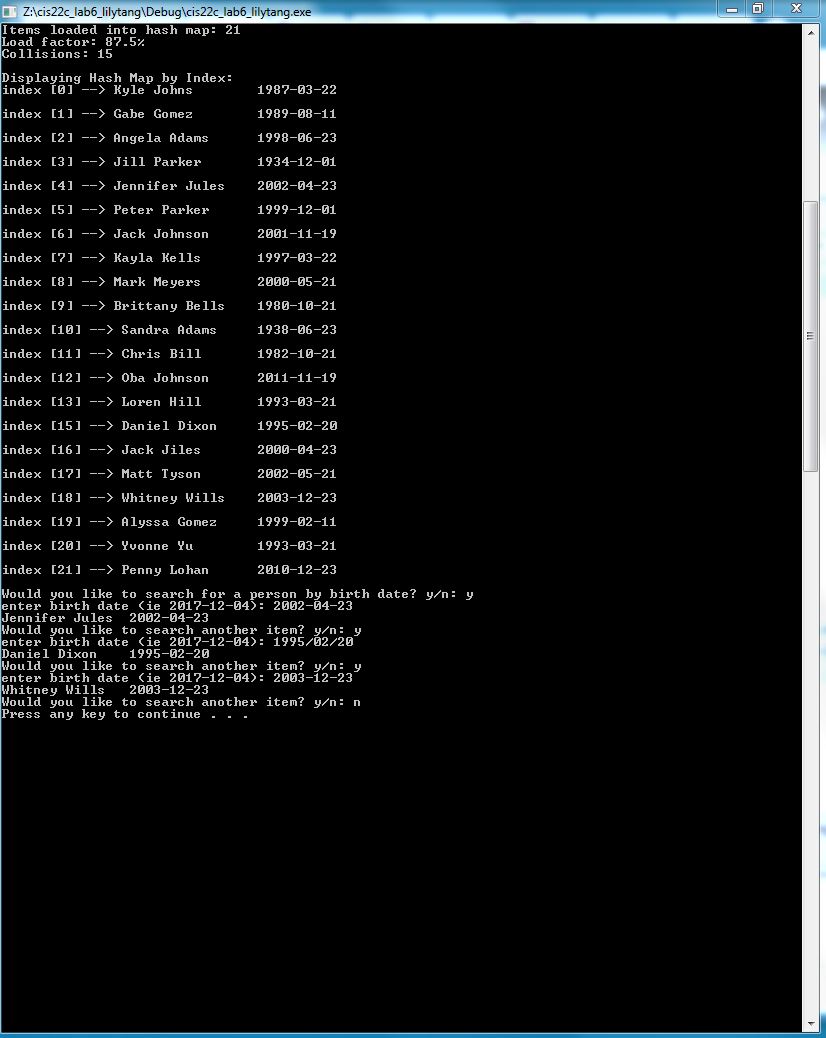 Z:\cis22c_lab6_lilytang\Debug\cis22c_lab6_lilytang.exe
Items loaded into hash map: 21
Load factor: 87.5%
Collisions: 15
Displaying Hash Map by Index:
index [0] --> Kyle Johns 1987-03-22
index [1] --> Gabe Gomez 1989-08-11
index [2] --> Angela Adams 1998-06-23
index [3] --> Jill Parker 1934-12-01
index [4] --> Jennifer Jules 2002-04-23
index [5] --> Peter Parker 1999-12-01
index [6] --> Jack Johnson 2001-11-19
index [7] --> Kayla Kells 1997-03-22
index [8] --> Mark Meyers 2000-05-21
index [9] --> Brittany Bells 1980-10-21
index [10] --> Sandra Adams 1938-06-23
index [11] --> Chris Bill 1982-10-21
index [12] --> Oba Johnson 2011-11-19
index [13] --> Loren Hill 1993-03-21
index [15] --> Daniel Dixon 1995-02-20
index [16] --> Jack Jiles 2000-04-23
index [17] --> Matt Tyson 2002-05-21
index [18] --> Whitney Wills 2003-12-23
index [19] --> Alyssa Gomez 1999-02-11
index [20] --> Yvonne Yu 1993-03-21
index [21] --> Penny Lohan 2010-12-23
Would you like to search for a person by birth date? y/n: y
enter birth date (ie 2017-12-04): 2002-04-23
Jennifer Jules 2002-04-23
Would you like to search another item? y/n: y
enter birth date (ie 2017-12-04): 1995/02/20
Daniel Dixon 1995-02-20
Would you like to search another item? y/n: y
enter birth date (ie 2017-12-04): 2003-12-23
Whitney Wills 2003-12-23
Would you like to search another item? y/n: n
Press any key to continue . . .